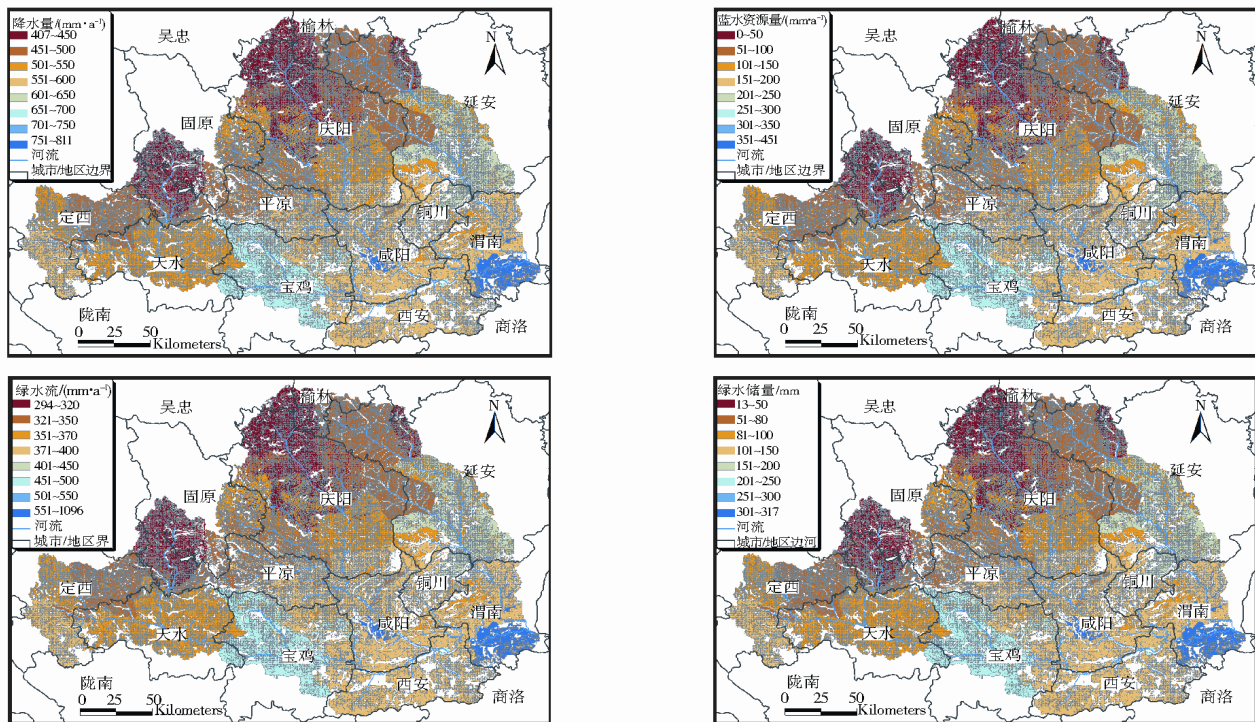 降水量/(mm·a⁻¹)
407~450
451~500
501~550
551~600
601~650
651~700
701~750
751~811
河流
城市/地区边界
吴忠
榆林
N
延安
固原
庆阳
定西
平凉
铜川
渭南
咸阳
天水
宝鸡
西安
陇南
商洛
0 25 50
Kilometers
蓝水资源量/(mm·a⁻¹)
0~50
51~100
101~150
151~200
201~250
251~300
301~350
351~451
河流
城市/地区边界
吴忠
榆林
N
延安
固原
庆阳
定西
平凉
铜川
渭南
咸阳
天水
宝鸡
西安
陇南
商洛
0 25 50
Kilometers
绿水流/(mm·a⁻¹)
294~320
321~350
351~370
371~400
401~450
451~500
501~550
551~1096
河流
城市/地区界
吴忠
榆林
N
延安
固原
庆阳
定西
平凉
铜川
渭南
咸阳
天水
宝鸡
西安
陇南
商洛
0 25 50
Kilometers
绿水储量/mm
13~50
51~80
81~100
101~150
151~200
201~250
251~300
301~317
河流
城市/地区边河
吴忠
榆林
N
延安
固原
庆阳
定西
平凉
铜川
渭南
咸阳
天水
宝鸡
西安
陇南
商洛
0 25 50
Kilometers